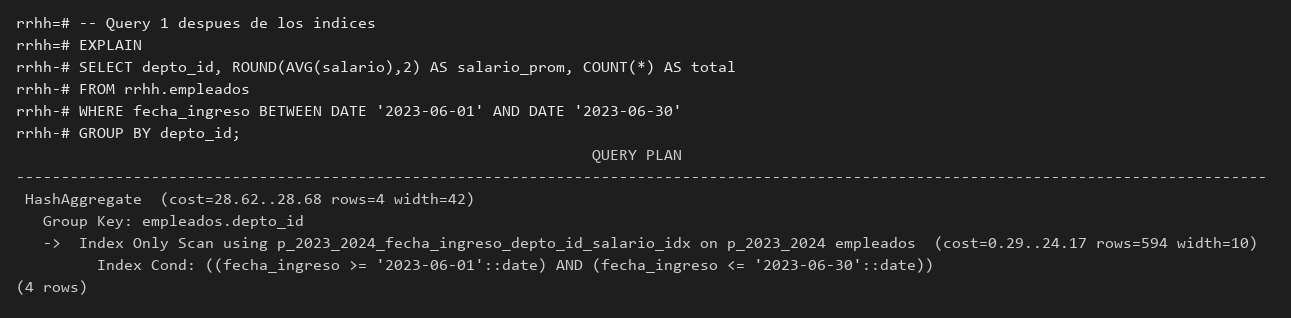 rrhh=# -- Query 1 despues de los indices
rrhh=# EXPLAIN
rrhh-# SELECT depto_id, ROUND(AVG(salario),2) AS salario_prom, COUNT(*) AS total
rrhh-# FROM rrhh.empleados
rrhh-# WHERE fecha_ingreso BETWEEN DATE '2023-06-01' AND DATE '2023-06-30'
rrhh-# GROUP BY depto_id;
QUERY PLAN
-------------------------------------------------------------------------------------------------------------------------------------------
HashAggregate  (cost=28.62..28.68 rows=4 width=42)
  Group Key: empleados.depto_id
  ->  Index Only Scan using p_2023_2024_fecha_ingreso_depto_id_salario_idx on p_2023_2024 empleados  (cost=0.29..24.17 rows=594 width=10)
        Index Cond: ((fecha_ingreso >= '2023-06-01'::date) AND (fecha_ingreso <= '2023-06-30'::date))
(4 rows)